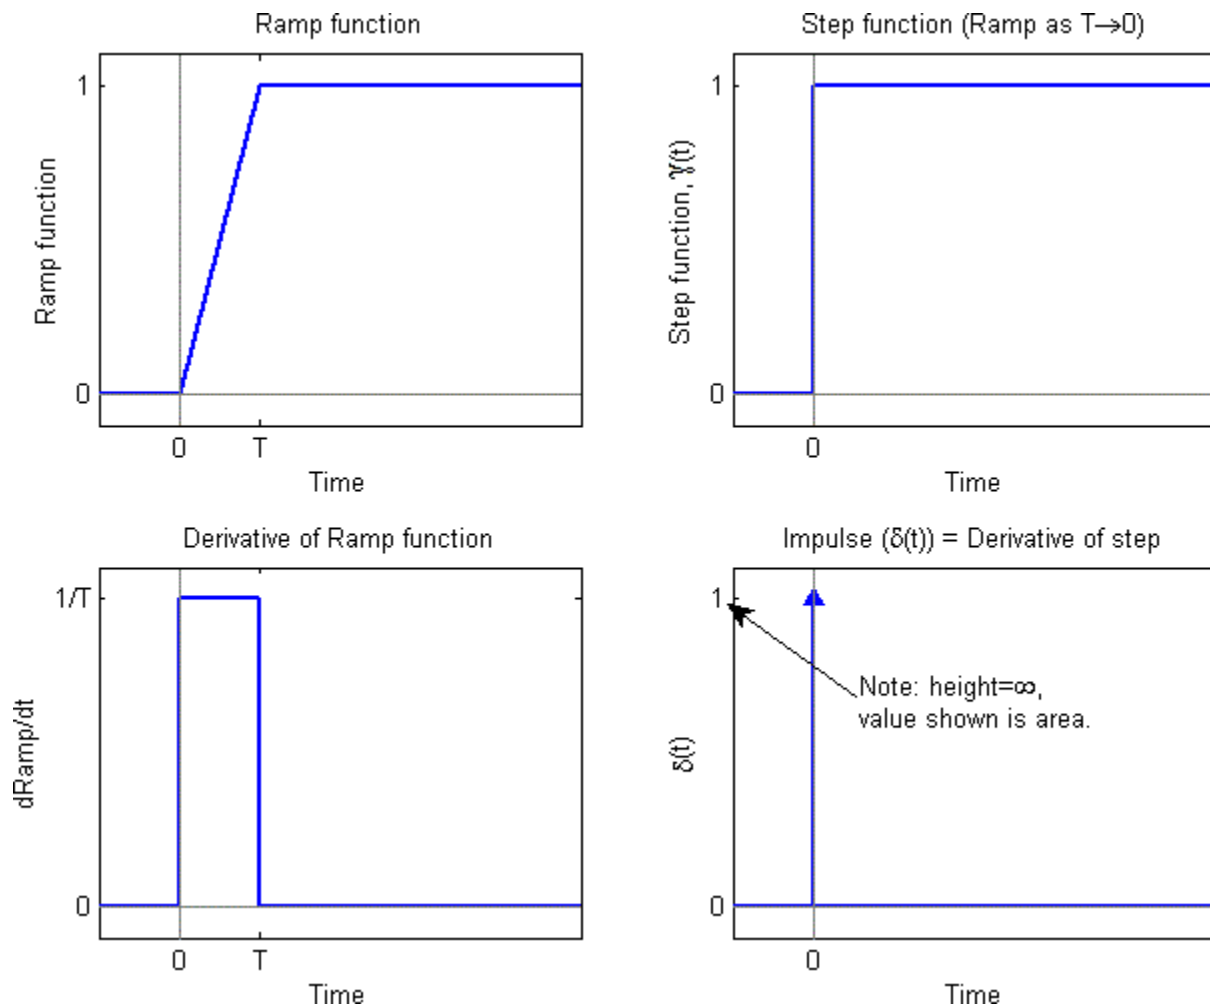 Ramp function
1
Ramp function
0
0 T
Time
Step function (Ramp as T→0)
1
Step function, γ(t)
0
0
Time
Derivative of Ramp function
1/T
dRamp/dt
0
0 T
Time
Impulse (δ(t)) = Derivative of step
1
Note: height=∞,
value shown is area.
δ(t)
0
0
Time